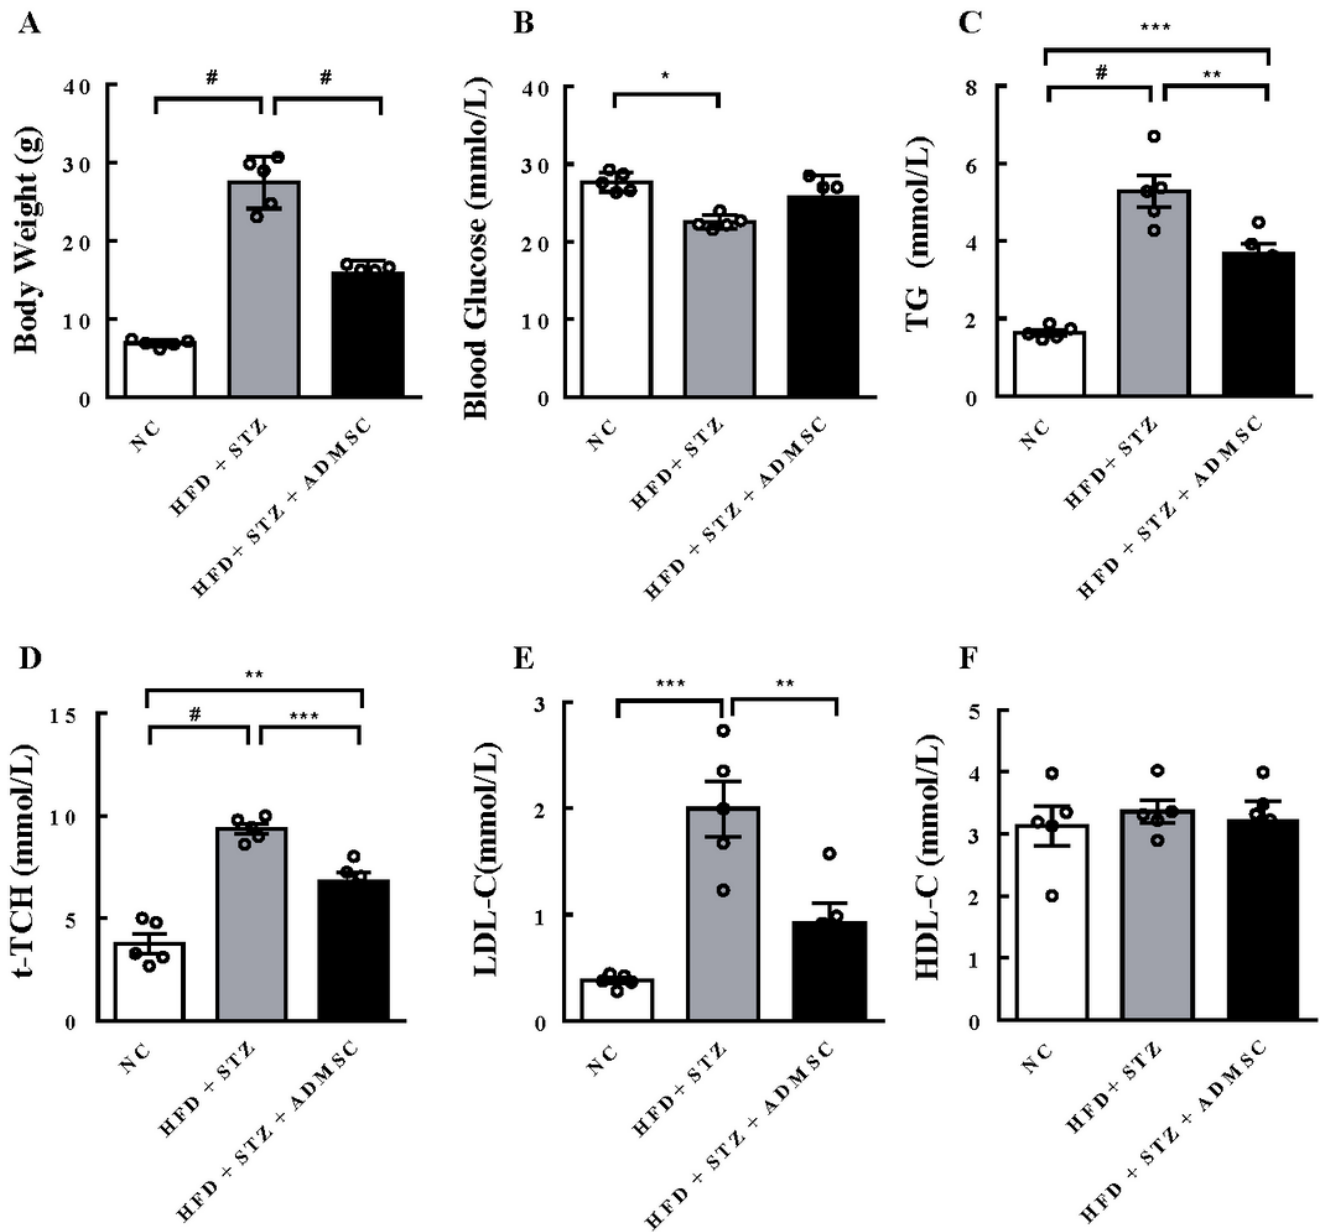 A
Body Weight (g)
40
30
20
10
0
#
#
NC
HFD + STZ
HFD+ STZ + ADMSC
B
Blood Glucose (mmlo/L)
40
30
20
10
0
*
NC
HFD+ STZ
HFD + STZ + ADMSC
C
TG (mmol/L)
8
6
4
2
0
***
#
**
NC
HFD+ STZ
HFD + STZ + ADMSC
D
t-TCH (mmol/L)
15
10
5
0
**
#
***
NC
HFD + STZ
HFD + STZ + ADMSC
E
LDL-C(mmol/L)
3
2
1
0
***
**
NC
HFD+ STZ
HFD + STZ + ADMSC
F
HDL-C (mmol/L)
5
4
3
2
1
0
NC
HFD+ STZ
HFD + STZ + ADMSC